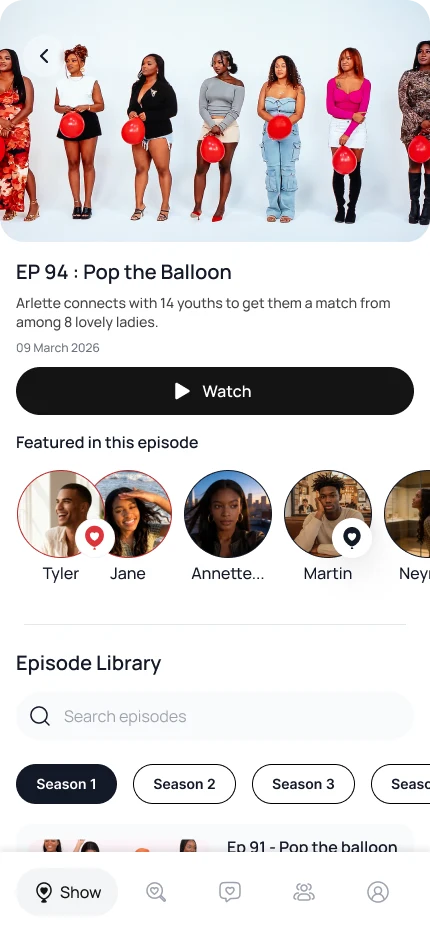 EP 94 : Pop the Balloon
Arlette connects with 14 youths to get them a match from
among 8 lovely ladies.
09 March 2026
Watch
Featured in this episode
Tyler
Jane
Annette...
Martin
Ney
Episode Library
Search episodes
Season 1
Season 2
Season 3
Seaso
Ep 91 - Pop the balloon
Show